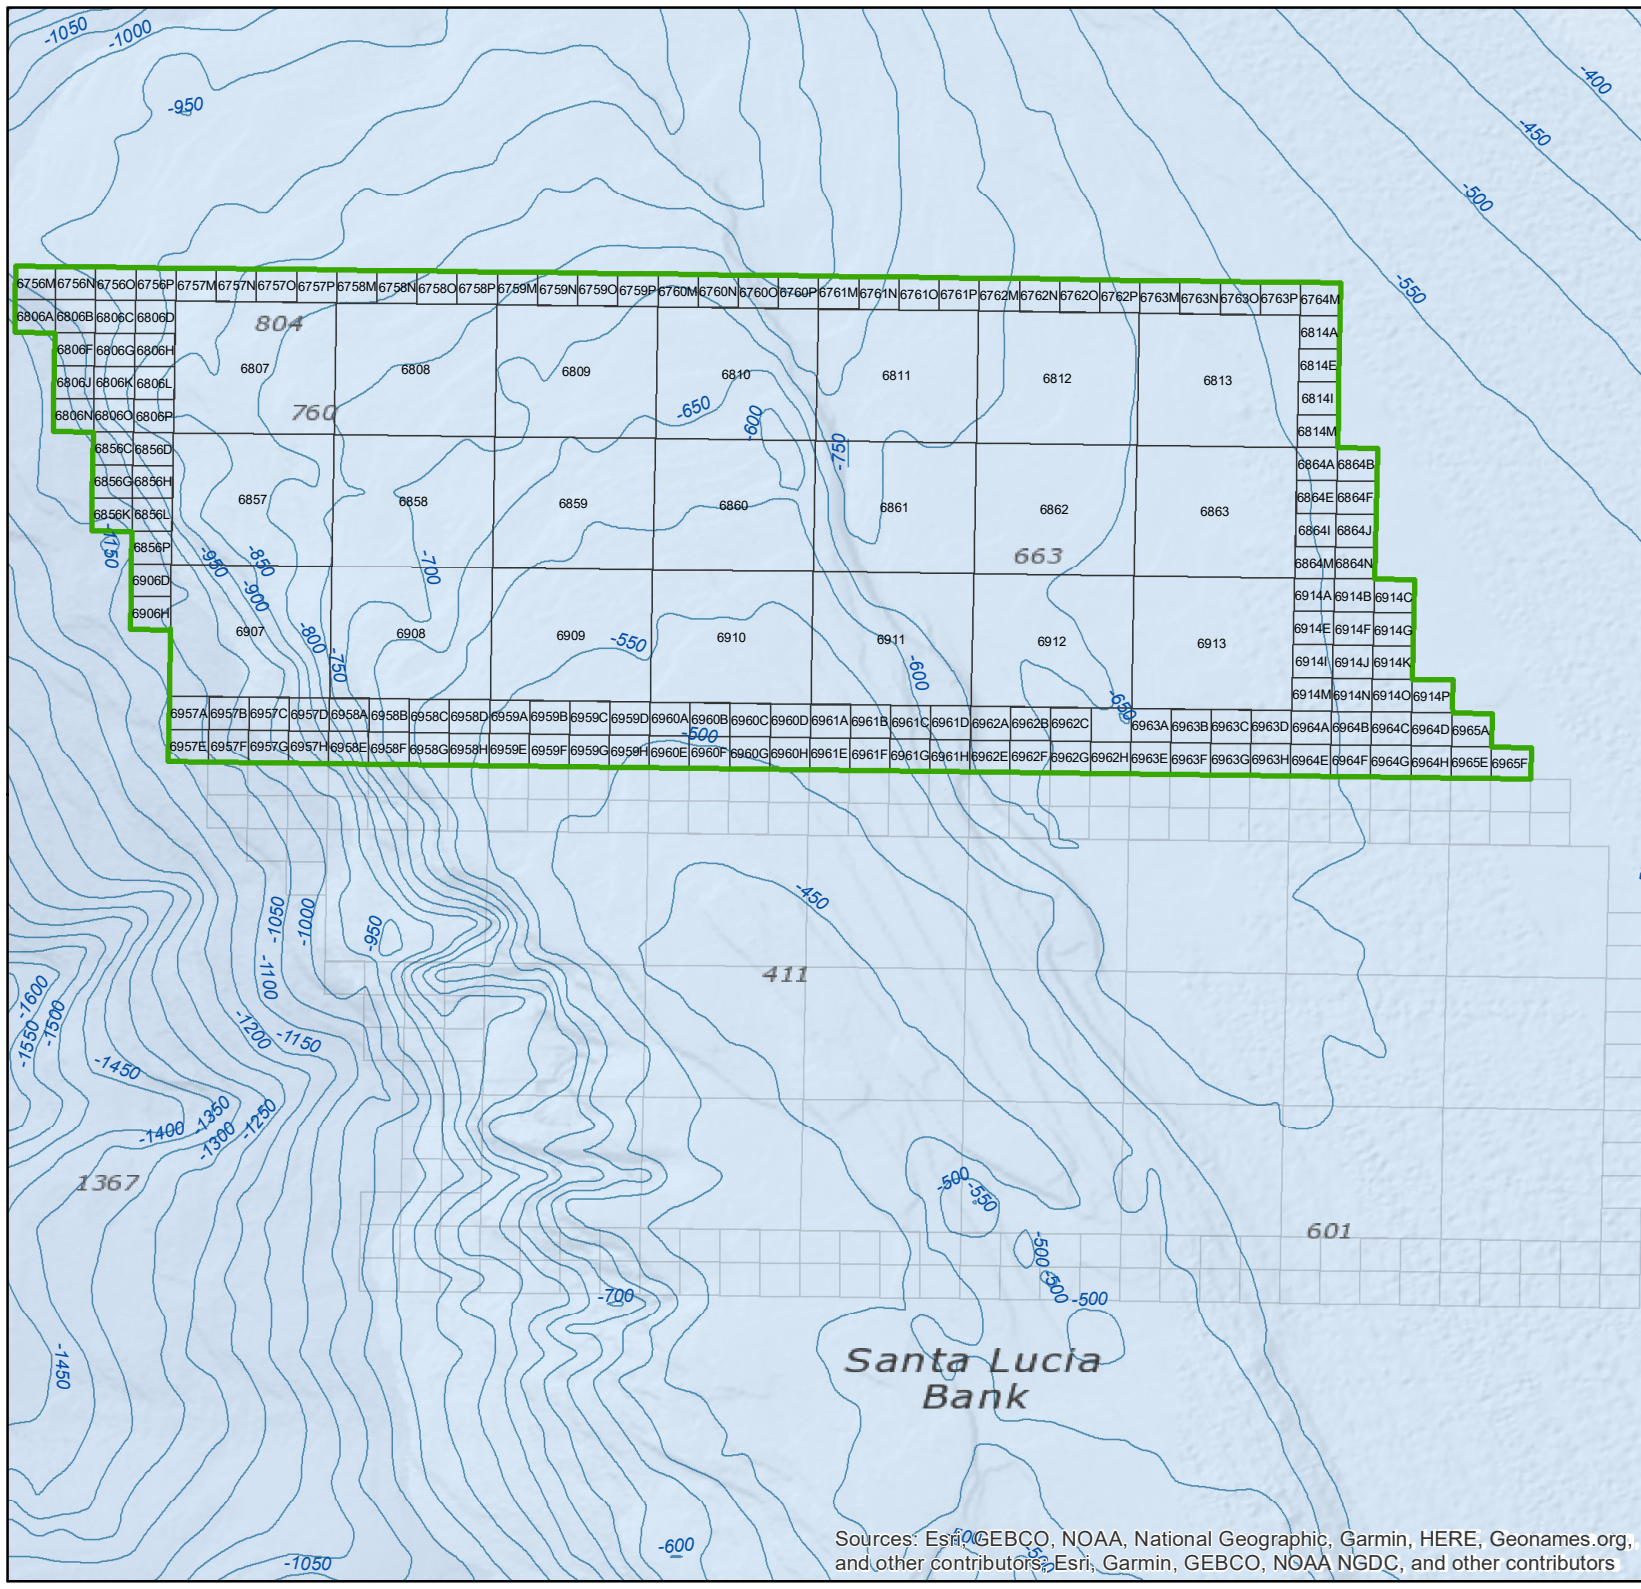 -1050
-1000
-400
-950
-450
-500
-550
6756M 6756N 6756O 6756P 6757M 6757N 6757O 6757P 6758M 6758N 6758O 6758P 6759M 6759N 6759O 6759P 6760M 6760N 6760O 6760P 6761M 6761N 6761O 6761P 6762M 6762N 6762O 6762P 6763M 6763N 6763O 6763P 6764M
6806A 6806B 6806C 6806D 804 6814A
6806F 6806G 6806H 6807 6808 6809 6810 6811 6812 6813 6814E
6806J 6806K 6806L 6814I
6806N 6806O 6806P 760 -650 -600 6814M
6856C 6856D -750 6864A 6864B
6856G 6856H 6857 6858 6859 6860 6861 6862 6863 6864E 6864F
6856K 6856L 6864I 6864J
-1150 6856P -950 -850 -700 663 6864M 6864N
6906D -900 6914A 6914B 6914C
6906H 6907 -800 6908 6909 -550 6910 6911 6912 6913 6914E 6914F 6914G
-750 -600 6914I 6914J 6914K
-650 6914M 6914N 6914O 6914P
6957A 6957B 6957C 6957D 6958A 6958B 6958C 6958D 6959A 6959B 6959C 6959D 6960A 6960B 6960C 6960D 6961A 6961B 6961C 6961D 6962A 6962B 6962C 6963A 6963B 6963C 6963D 6964A 6964B 6964C 6964D 6965A
-500
6957E 6957F 6957G 6957H 6958E 6958F 6958G 6958H 6959E 6959F 6959G 6959H 6960E 6960F 6960G 6960H 6961E 6961F 6961G 6961H 6962E 6962F 6962G 6962H 6963E 6963F 6963G 6963H 6964E 6964F 6964G 6964H 6965E 6965F
-450
-1050
-1000
-950
411
-1100
-1600
-1550
-1500
-1200
-1150
-1450
-1350
-1250
-1400
-1300
1367
-500
-550
601
-500
-500
-500
-700
Santa Lucia
Bank
-1450
-600
-1050
-500
-500
Sources: Esri, GEBCO, NOAA, National Geographic, Garmin, HERE, Geonames.org,
and other contributors, Esri, Garmin, GEBCO, NOAA NGDC, and other contributors